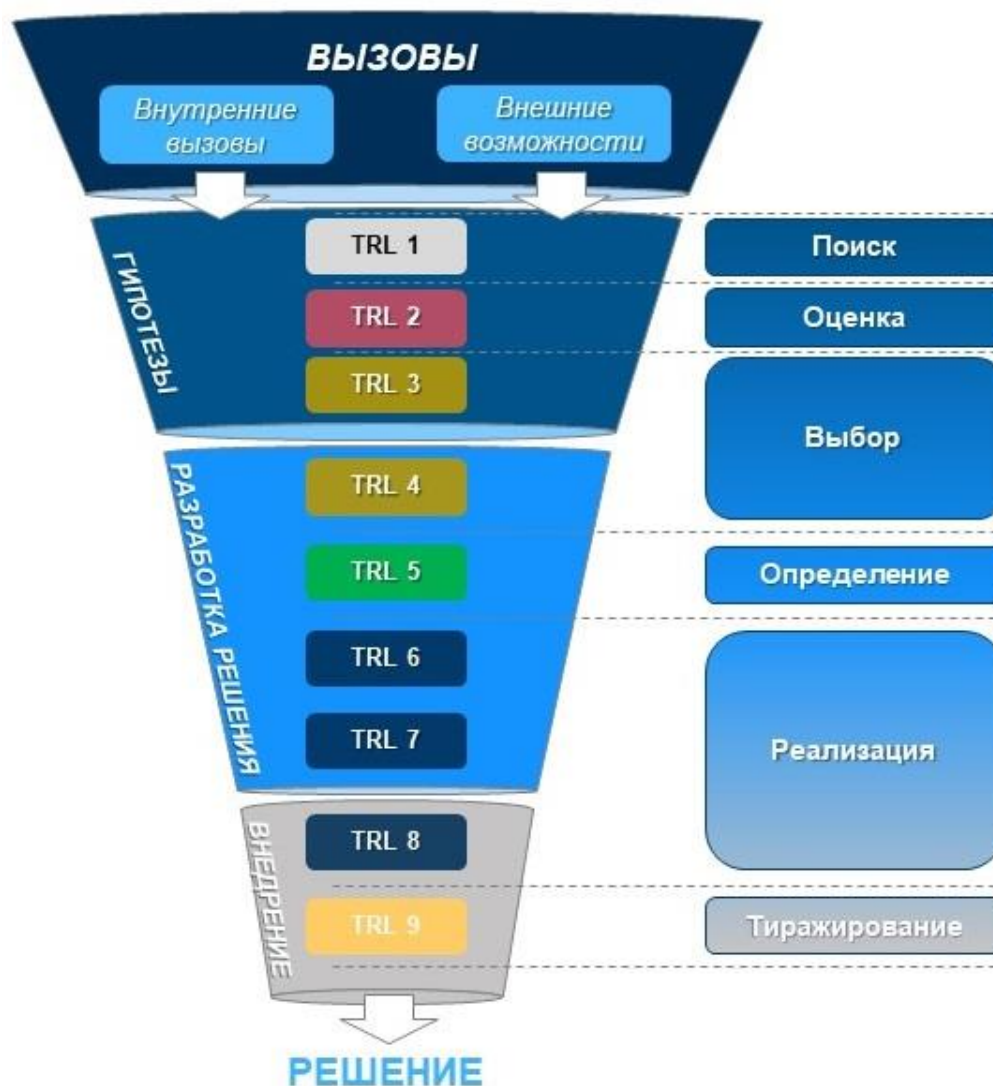 ВЫЗОВЫ
Внутренние
вызовы
Внешние
возможности
ГИПОТЕЗЫ
TRL 1
Поиск
TRL 2
Оценка
TRL 3
Выбор
РАЗРАБОТКА РЕШЕНИЯ
TRL 4
TRL 5
Определение
TRL 6
TRL 7
Реализация
ВНЕДРЕНИЕ
TRL 8
TRL 9
Тиражирование
РЕШЕНИЕ